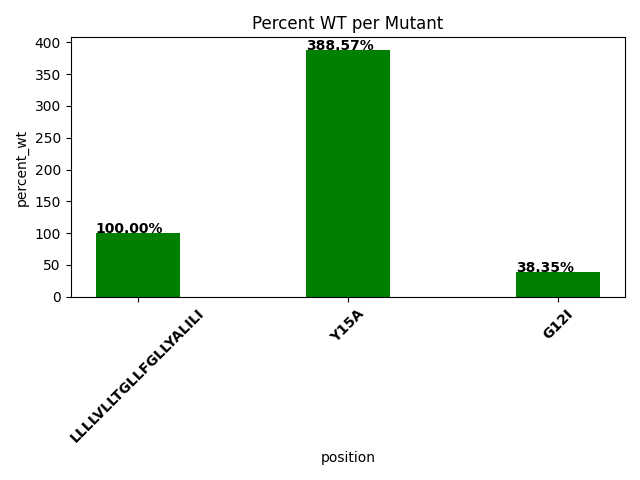 Percent WT per Mutant
percent_wt
400
350
300
250
200
150
100
50
0
100.00%
388.57%
38.35%
LLLLVLLTGLLFGLLYALILI
Y15A
G12I
position